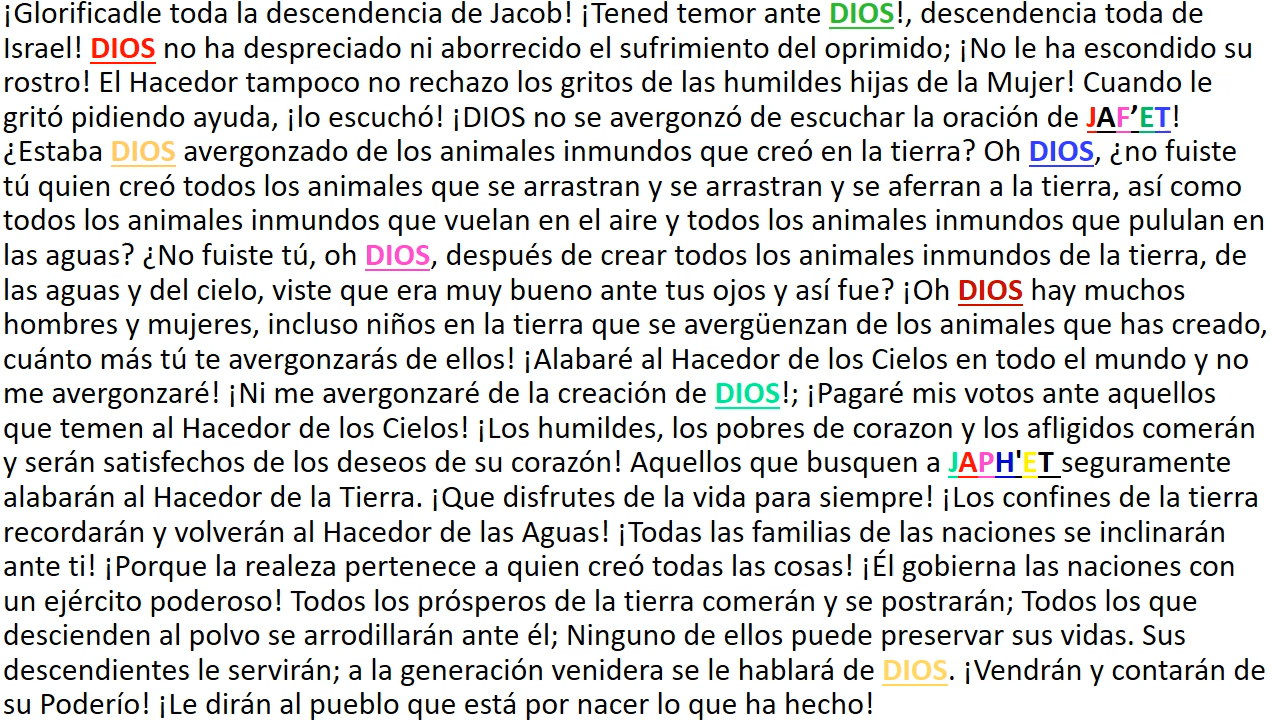 ¡Glorificadle toda la descendencia de Jacob! ¡Tened temor ante DIOS!, descendencia toda de
Israel! DIOS no ha despreciado ni aborrecido el sufrimiento del oprimido; ¡No le ha escondido su
rostro! El Hacedor tampoco no rechazo los gritos de las humildes hijas de la Mujer! Cuando le
gritó pidiendo ayuda, ¡lo escuchó! ¡DIOS no se avergonzó de escuchar la oración de JAF’ET!
¿Estaba DIOS avergonzado de los animales inmundos que creó en la tierra? Oh DIOS, ¿no fuiste
tú quien creó todos los animales que se arrastran y se arrastran y se aferran a la tierra, así como
todos los animales inmundos que vuelan en el aire y todos los animales inmundos que pululan en
las aguas? ¿No fuiste tú, oh DIOS, después de crear todos los animales inmundos de la tierra, de
las aguas y del cielo, viste que era muy bueno ante tus ojos y así fue? ¡Oh DIOS hay muchos
hombres y mujeres, incluso niños en la tierra que se avergüenzan de los animales que has creado,
cuánto más tú te avergonzarás de ellos! ¡Alabaré al Hacedor de los Cielos en todo el mundo y no
me avergonzaré! ¡Ni me avergonzaré de la creación de DIOS!; ¡Pagaré mis votos ante aquellos
que temen al Hacedor de los Cielos! ¡Los humildes, los pobres de corazon y los afligidos comerán
y serán satisfechos de los deseos de su corazón! Aquellos que busquen a JAPH'ET seguramente
alabarán al Hacedor de la Tierra. ¡Que disfrutes de la vida para siempre! ¡Los confines de la tierra
recordarán y volverán al Hacedor de las Aguas! ¡Todas las familias de las naciones se inclinarán
ante ti! ¡Porque la realeza pertenece a quien creó todas las cosas! ¡Él gobierna las naciones con
un ejército poderoso! Todos los prósperos de la tierra comerán y se postrarán; Todos los que
descienden al polvo se arrodillarán ante él; Ninguno de ellos puede preservar sus vidas. Sus
descendientes le servirán; a la generación venidera se le hablará de DIOS. ¡Vendrán y contarán de
su Poderío! ¡Le dirán al pueblo que está por nacer lo que ha hecho!